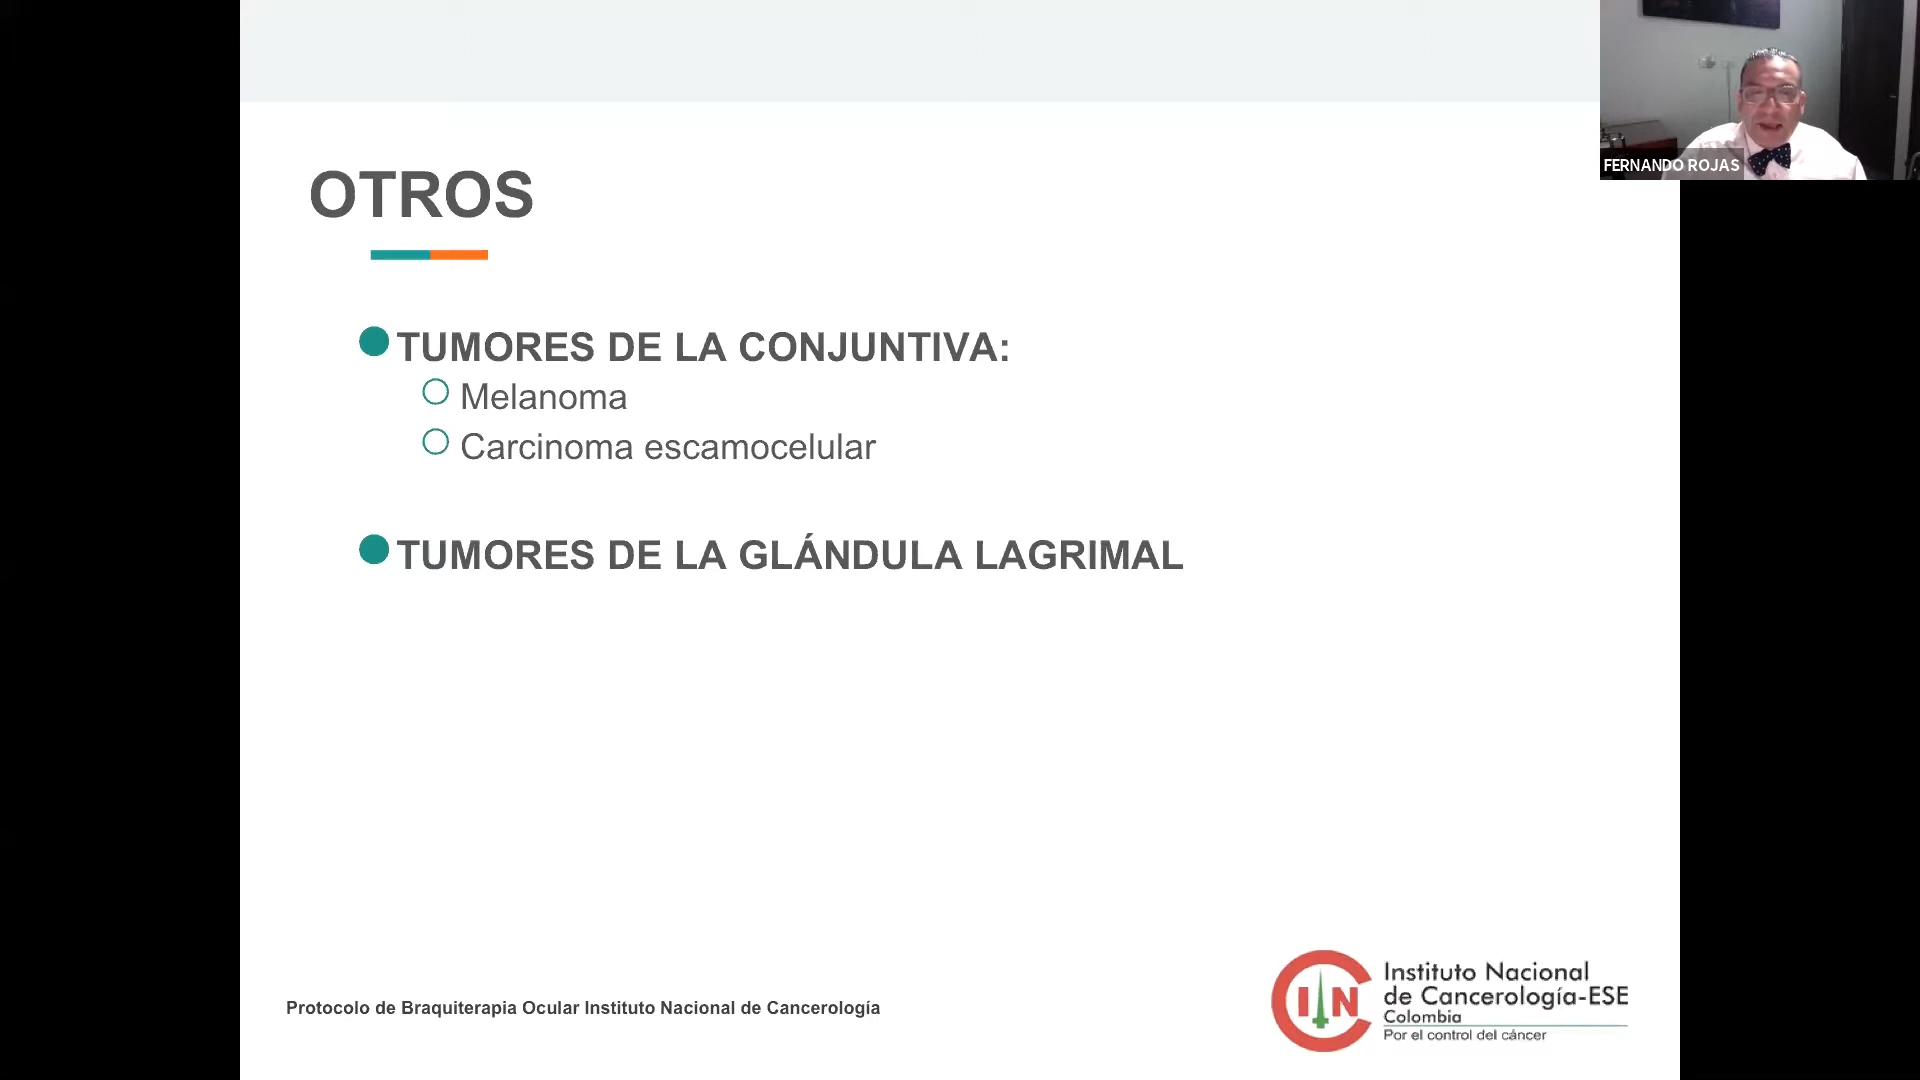 FERNANDO ROJAS
OTROS
TUMORES DE LA CONJUNTIVA:
Melanoma
Carcinoma escamocelular
TUMORES DE LA GLÁNDULA LAGRIMAL
Protocolo de Braquiterapia Ocular Instituto Nacional de Cancerología
Instituto Nacional
de Cancerología-ESE
Colombia
Por el control del cáncer